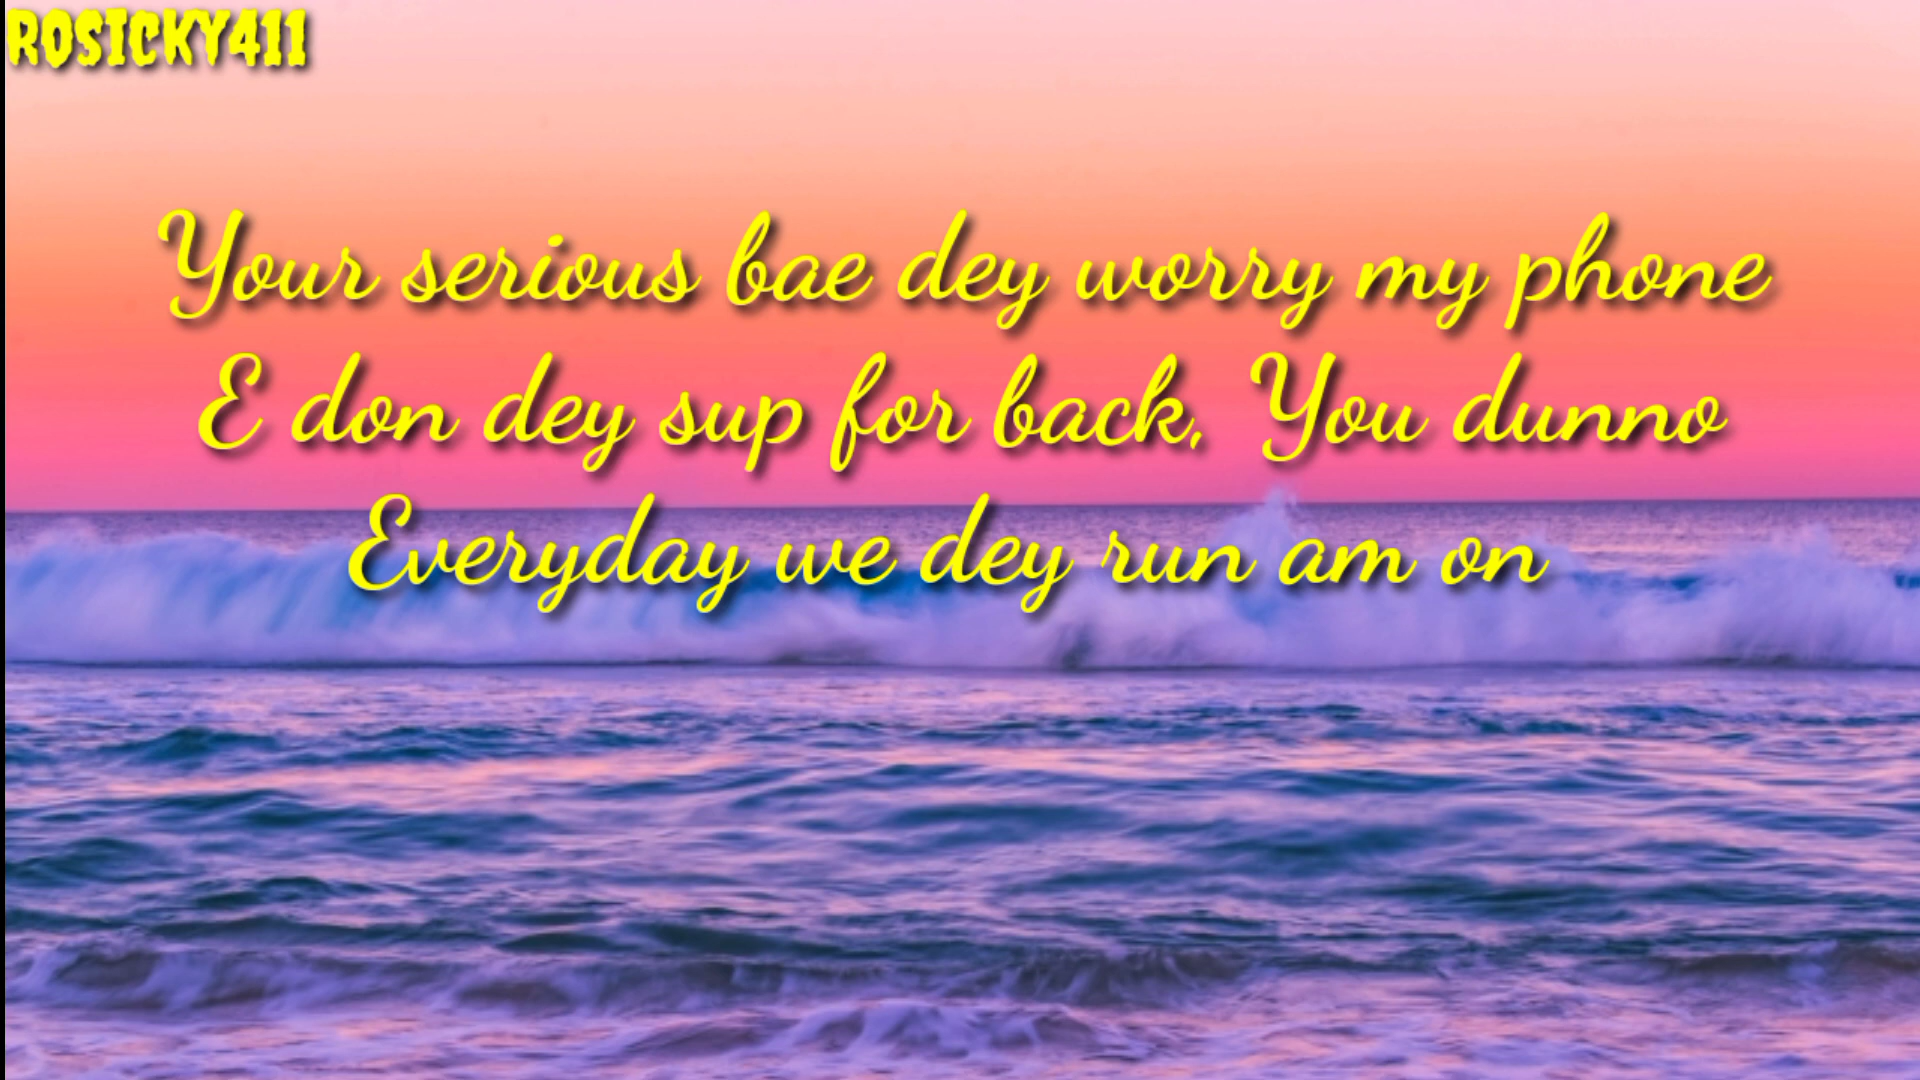 ROSICKY411
Your serious bae dey worry my phone
E don dey sup for back, You dunno
Everyday we dey run am on